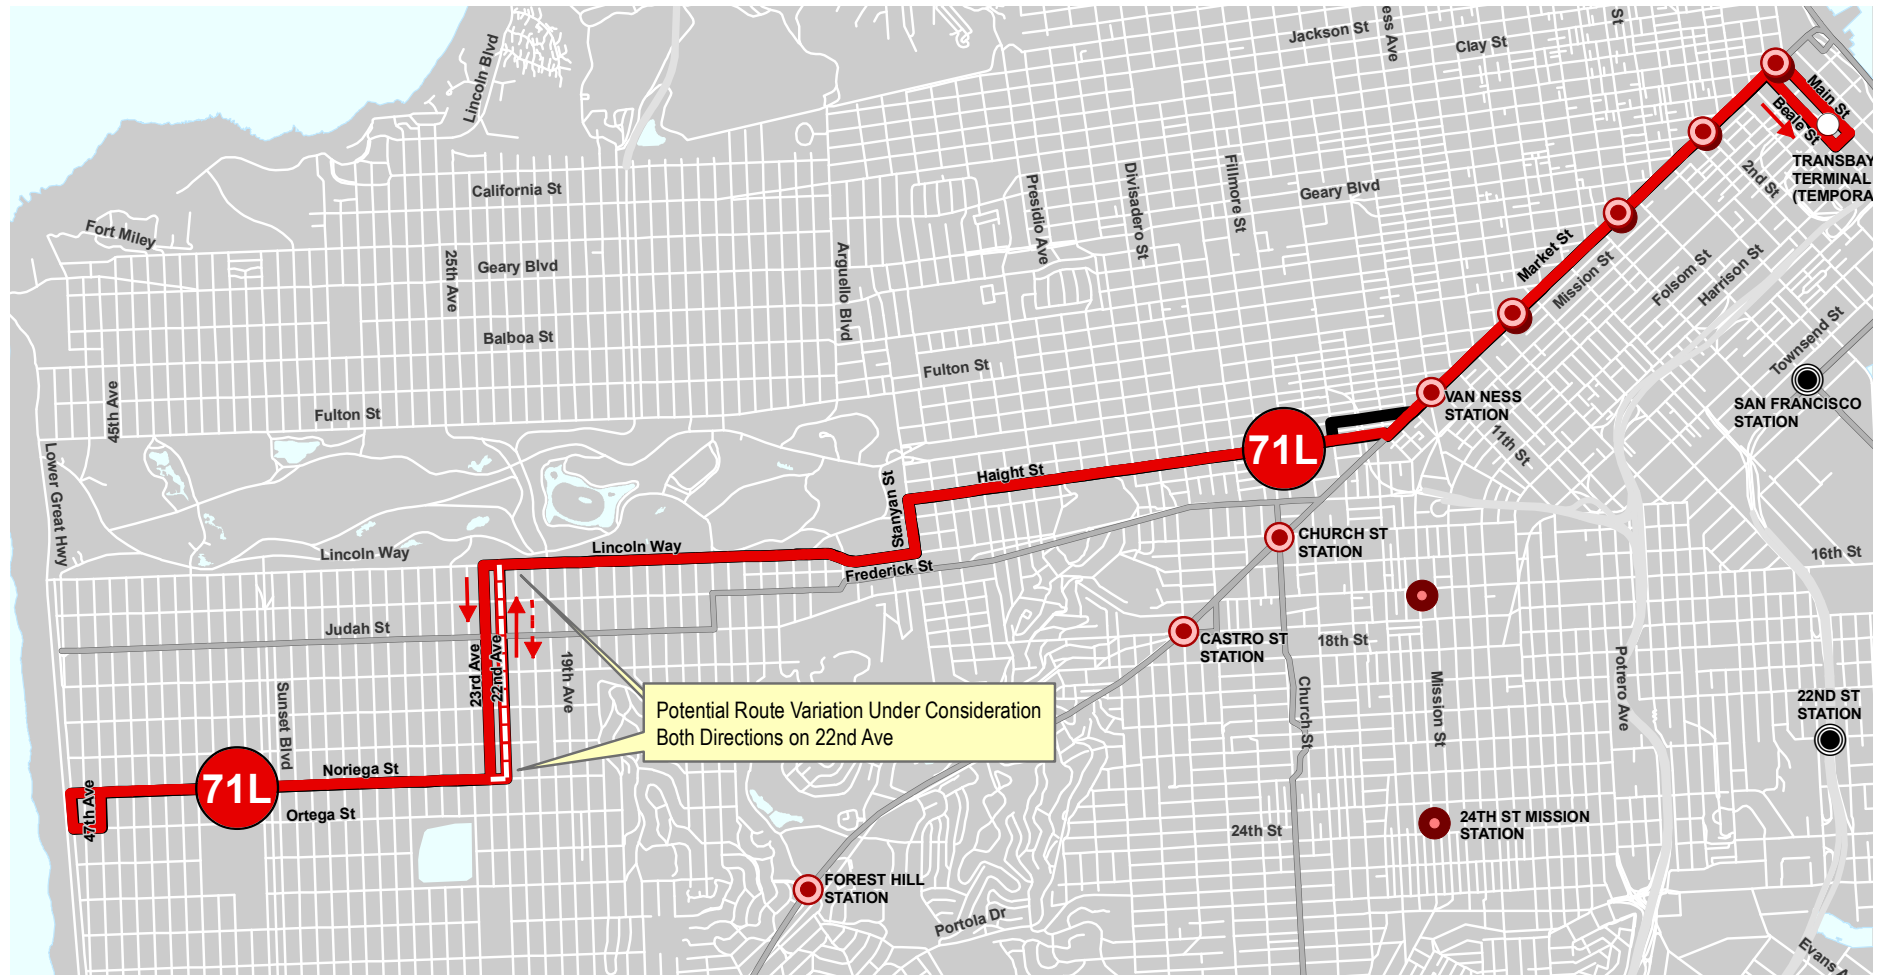 Jackson St
ess Ave
Clay St
St
Lincoln Blvd
Main St
Beale St
TRANSBAY
TERMINAL
(TEMPORA
2nd St
California St
Presidio Ave
Divisadero St
Fillmore St
Geary Blvd
Fort Miley
25th Ave
Geary Blvd
Arguello Blvd
Market St
Mission St
Folsom St
Harrison St
Balboa St
Fulton St
Townsend St
45th Ave
Fulton St
VAN NESS
STATION
SAN FRANCISCO
STATION
11th St
71L
Haight St
Stanyan St
Lower Great Hwy
Lincoln Way
Lincoln Way
Frederick St
CHURCH ST
STATION
16th St
Judah St
CASTRO ST
STATION
18th St
23rd Ave
22nd Ave
19th Ave
Sunset Blvd
Church St
Mission St
Potrero Ave
22ND ST
STATION
Potential Route Variation Under Consideration
Both Directions on 22nd Ave
Noriega St
71L
Ortega St
47th Ave
24TH ST MISSION
STATION
24th St
FOREST HILL
STATION
Portola Dr
Evans A